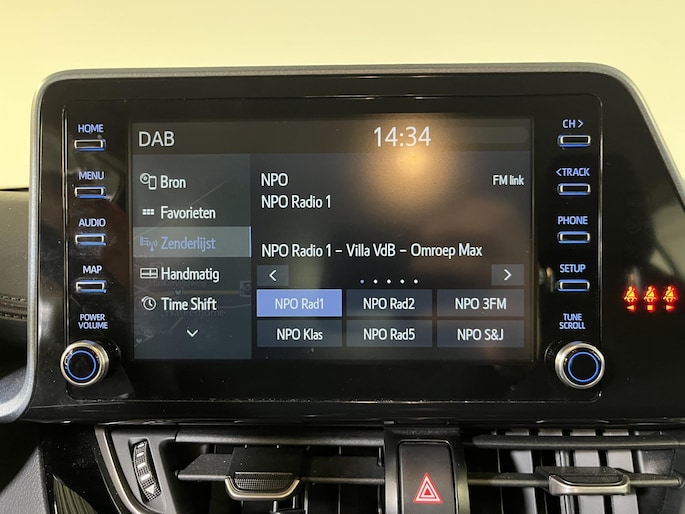 HOME
MENU
AUDIO
MAP
POWER
VOLUME
DAB
14:34
Bron
Favorieten
Zenderlijst
Handmatig
Time Shift
NPO
FM link
NPO Radio 1
NPO Radio 1 - Villa VdB - Omroep Max
NPO Rad1
NPO Rad2
NPO 3FM
NPO Klas
NPO Rad5
NPO S&J
CH >
< TRACK
PHONE
SETUP
TUNE
SCROLL